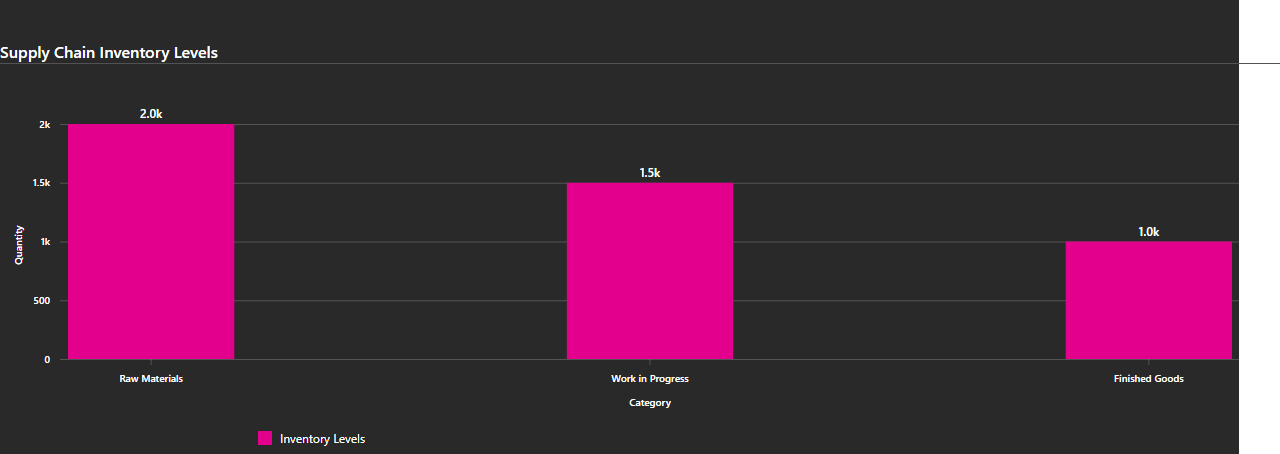 Supply Chain Inventory Levels
2.0k
1.5k
1.0k
2k
1.5k
1k
500
0
Quantity
Raw Materials
Work in Progress
Finished Goods
Category
Inventory Levels